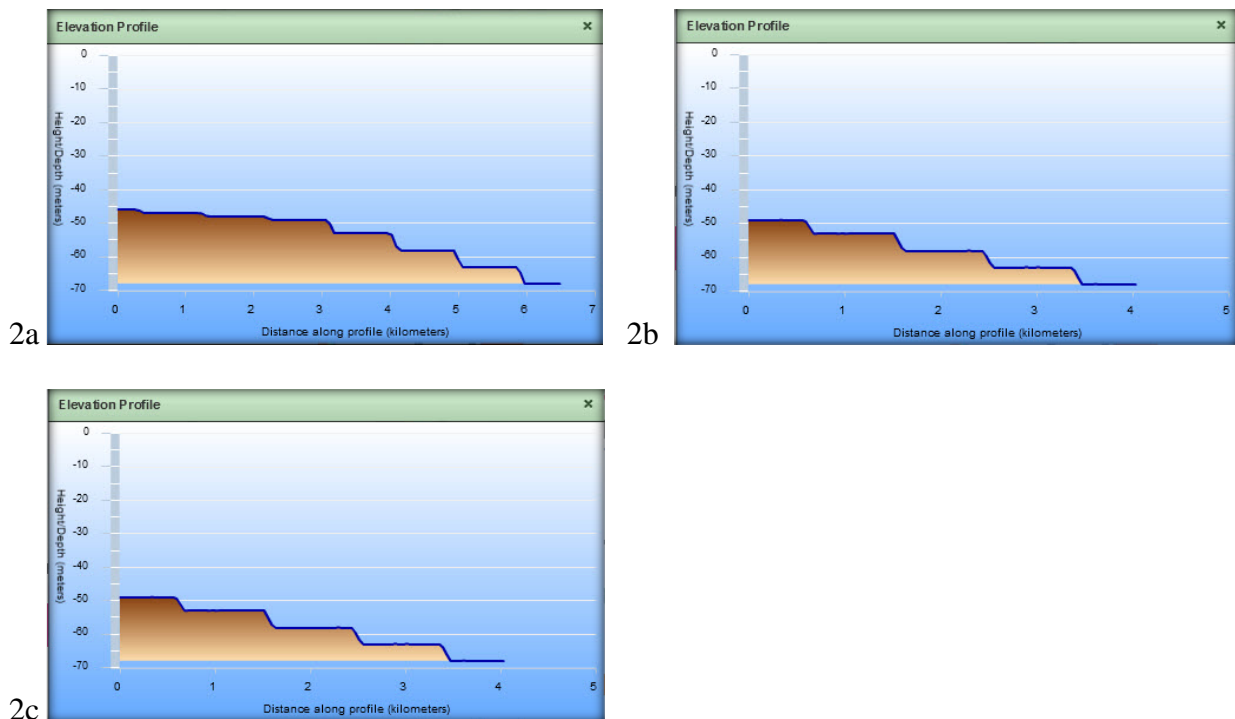 Elevation Profile ×
0
-10
-20
-30
-40
-50
-60
-70
Height/Depth (meters)
0 1 2 3 4 5 6 7
Distance along profile (kilometers)
2a
Elevation Profile ×
0
-10
-20
-30
-40
-50
-60
-70
Height/Depth (meters)
0 1 2 3 4 5
Distance along profile (kilometers)
2b
Elevation Profile ×
0
-10
-20
-30
-40
-50
-60
-70
Height/Depth (meters)
0 1 2 3 4 5
Distance along profile (kilometers)
2c